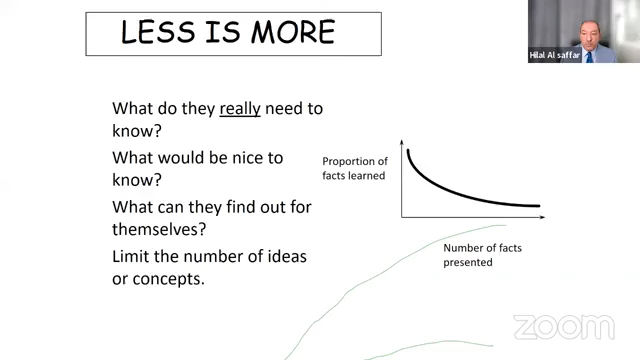 LESS IS MORE
Hilal Al saffar
What do they really need to
know?
What would be nice to
know?
What can they find out for
themselves?
Limit the number of ideas
or concepts.
Proportion of
facts learned
Number of facts
presented
zoom